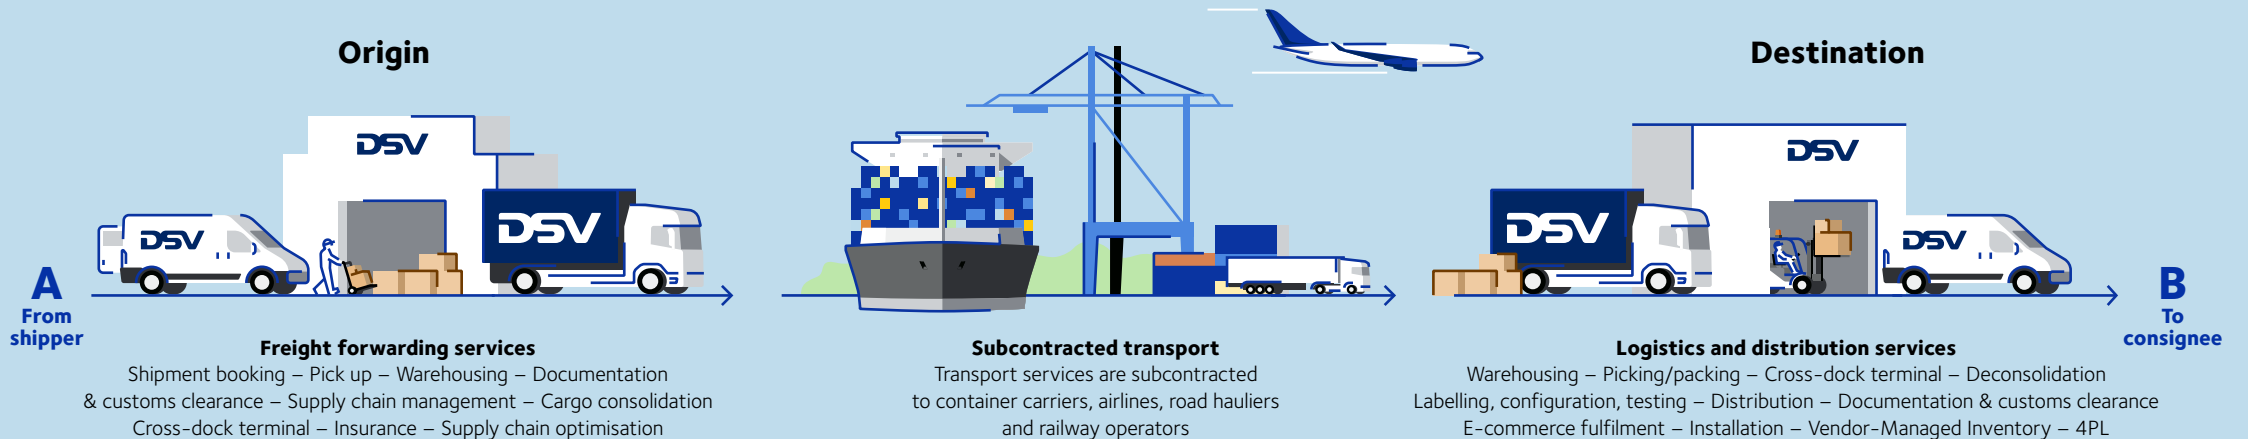 Origin
Destination
DSV
DSV
DSV
DSV
DSV
DSV
A
From
shipper
B
To
consignee
Freight forwarding services
Shipment booking – Pick up – Warehousing – Documentation
& customs clearance – Supply chain management – Cargo consolidation
Cross-dock terminal – Insurance – Supply chain optimisation
Subcontracted transport
Transport services are subcontracted
to container carriers, airlines, road hauliers
and railway operators
Logistics and distribution services
Warehousing – Picking/packing – Cross-dock terminal – Deconsolidation
Labelling, configuration, testing – Distribution – Documentation & customs clearance
E-commerce fulfilment – Installation – Vendor-Managed Inventory – 4PL